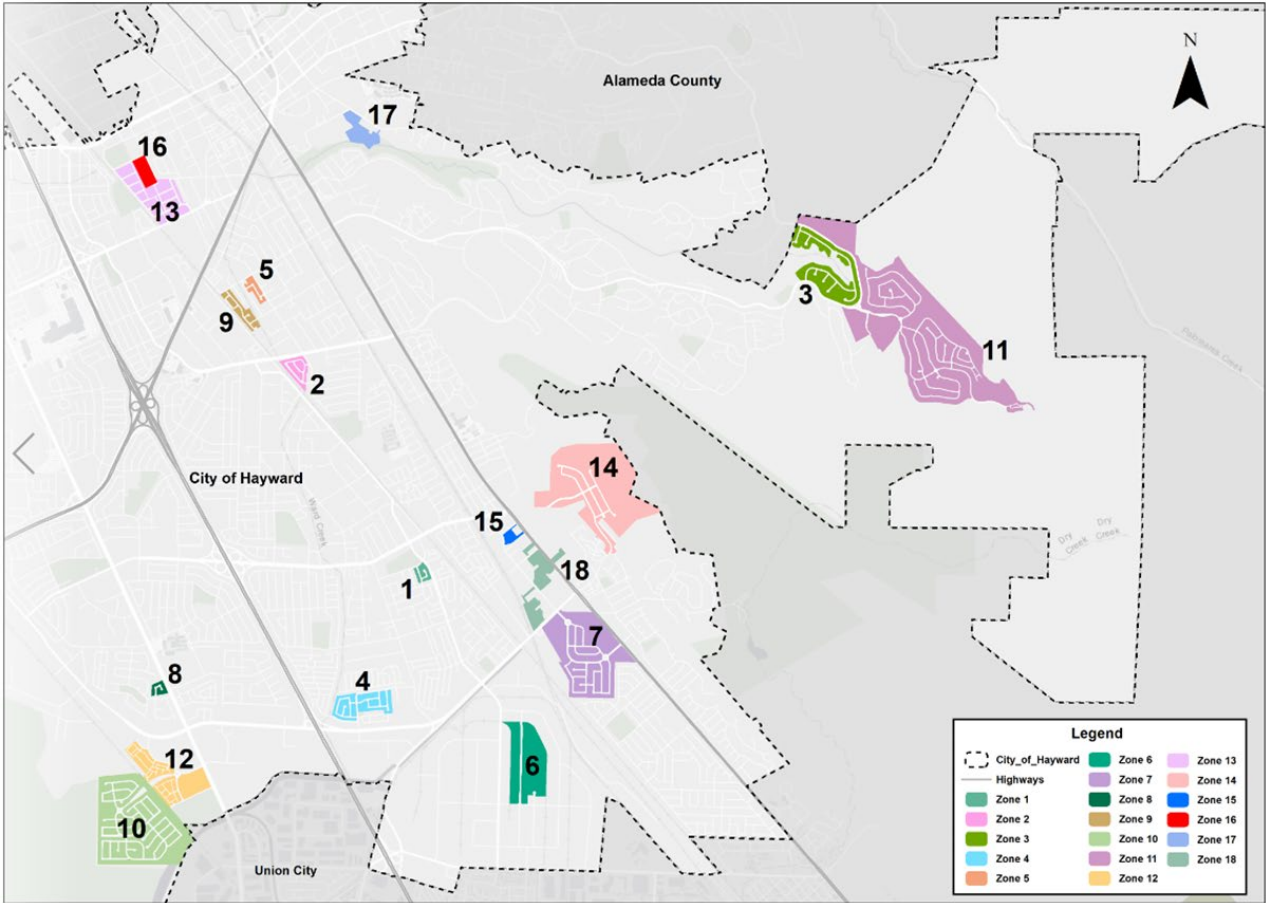 N
Alameda County
17
16
13
5
3
9
11
Palomares Creek
2
14
City of Hayward
Ward Creek
15
Dry Creek
Dry Creek
18
1
7
8
4
12
6
10
Union City
Legend
City_of_Hayward
Highways
Zone 1
Zone 2
Zone 3
Zone 4
Zone 5
Zone 6
Zone 7
Zone 8
Zone 9
Zone 10
Zone 11
Zone 12
Zone 13
Zone 14
Zone 15
Zone 16
Zone 17
Zone 18